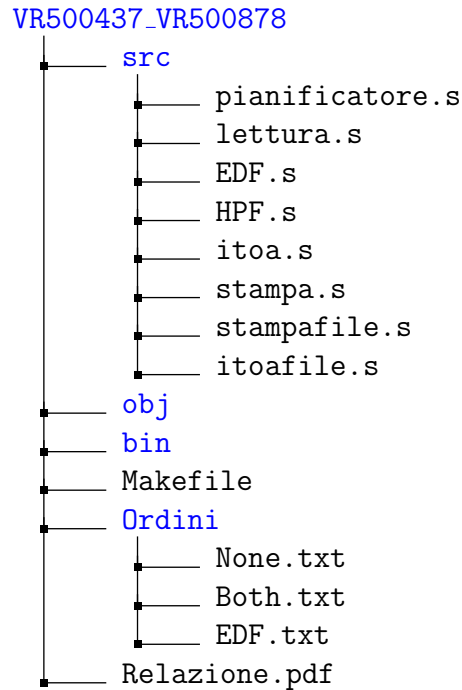 VR500437_VR500878
src
pianificatore.s
lettura.s
EDF.s
HPF.s
itoa.s
stampa.s
stampafile.s
itoafile.s
obj
bin
Makefile
Ordini
None.txt
Both.txt
EDF.txt
Relazione.pdf